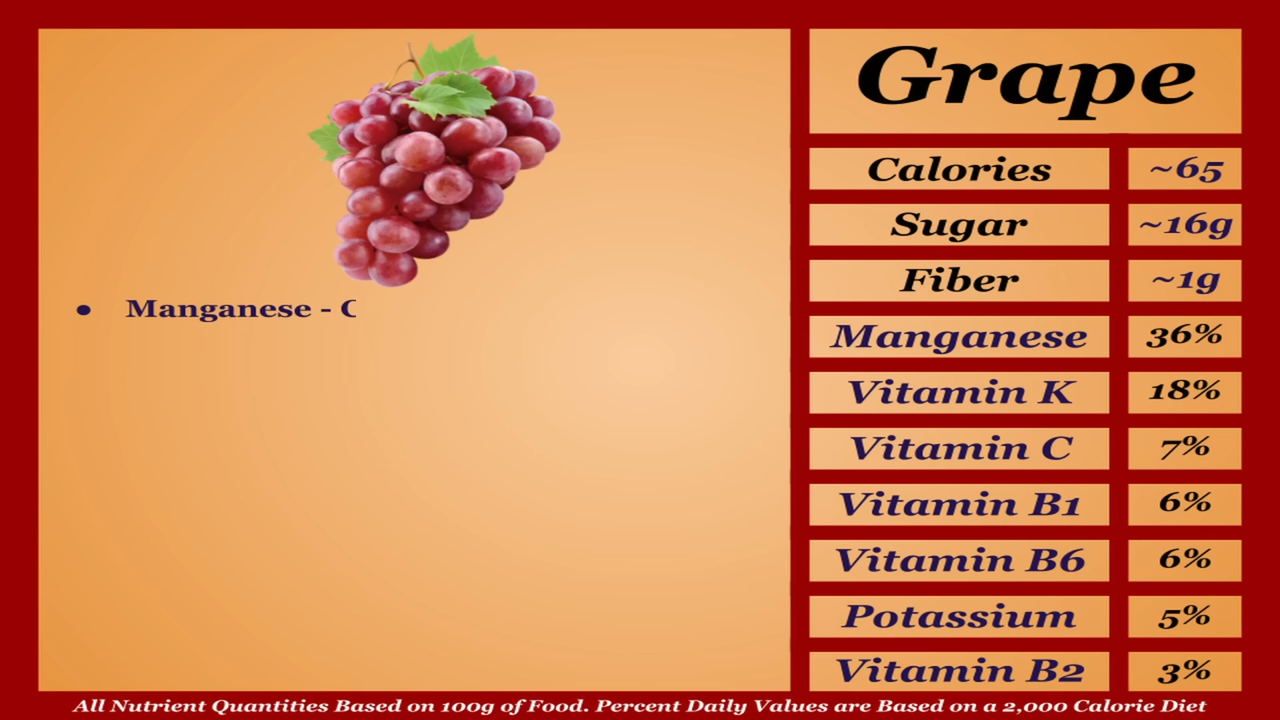 Grape
Calories ~65
Sugar ~16g
Fiber ~1g
• Manganese - C
Manganese 36%
Vitamin K 18%
Vitamin C 7%
Vitamin B1 6%
Vitamin B6 6%
Potassium 5%
Vitamin B2 3%
All Nutrient Quantities Based on 100g of Food. Percent Daily Values are Based on a 2,000 Calorie Diet